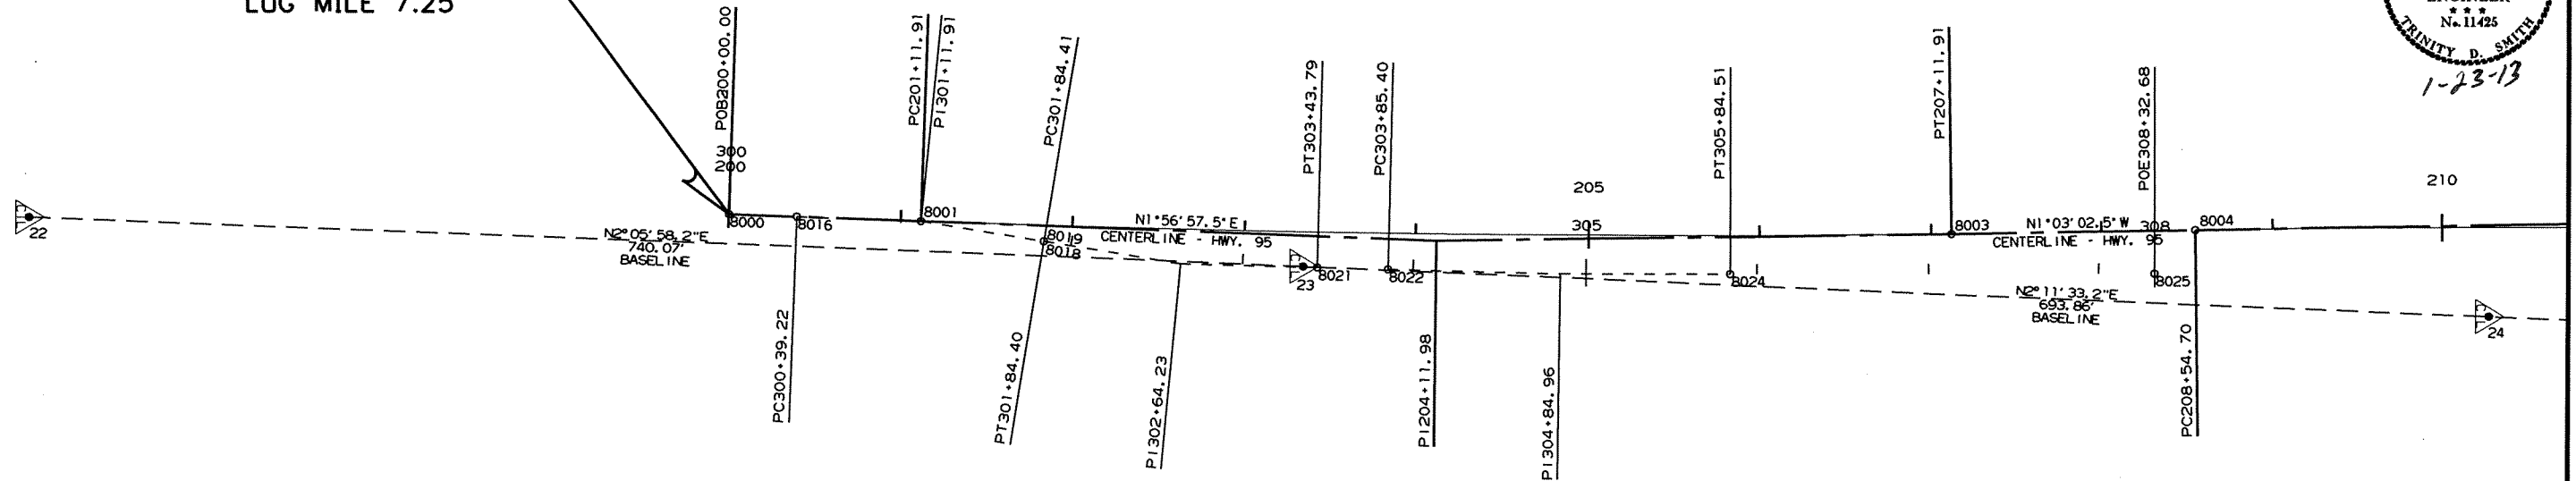 LOG MILE 7.25
No. 11425
TRINITY D. SMITH
1-23-13
POB200+00.00
PC201+11.91
PI301+11.91
PC301+84.41
PT303+43.79
PC303+85.40
PT305+84.51
PT207+11.91
POE308+32.68
300
200
205
305
210
308
22
8000
8016
8001
8019
8018
23
8021
8022
8024
8003
8004
8025
24
N2°05'58.2"E
740.07'
BASELINE
N1°56'57.5"E
CENTERLINE - HWY. 95
N1°03'02.5"W
CENTERLINE - HWY. 95
N2°11'33.2"E
693.86'
BASELINE
PC300+39.22
PT301+84.40
PI302+64.23
PI204+11.98
PI304+84.96
PC208+54.70